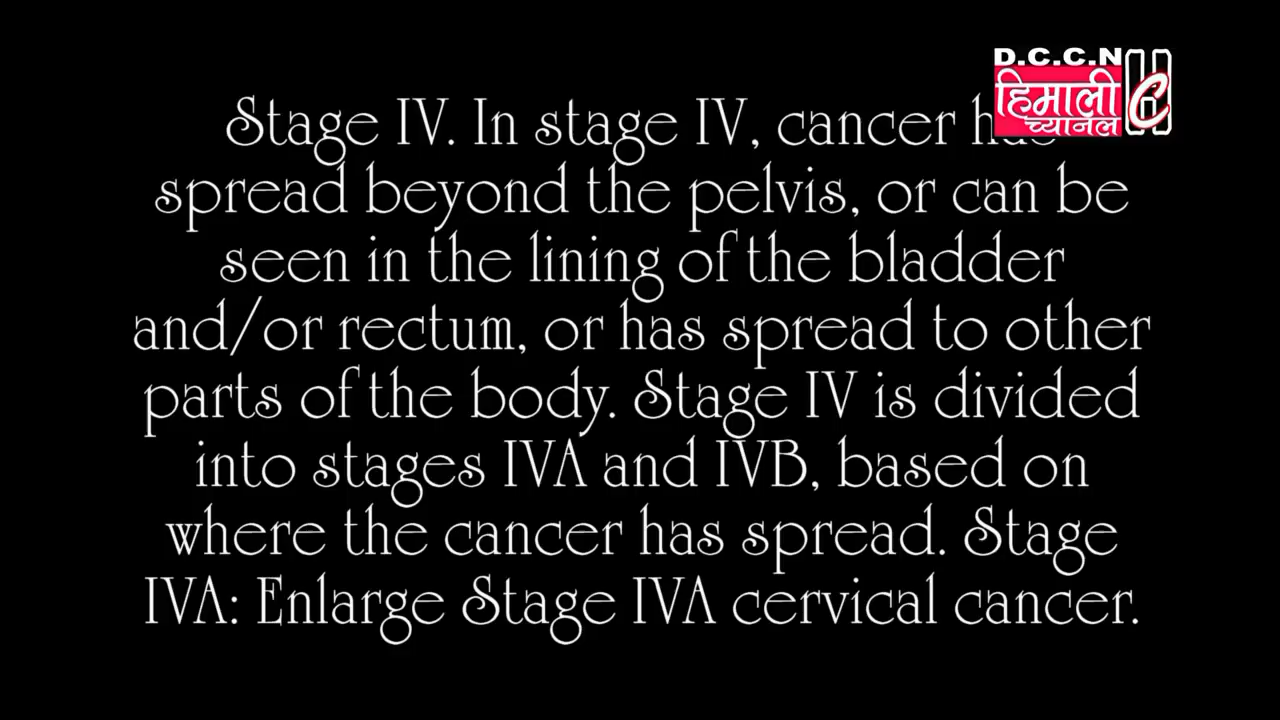 D.C.C.N
हिमाली
च्यानल
HC
Stage IV. In stage IV, cancer has
spread beyond the pelvis, or can be
seen in the lining of the bladder
and/or rectum, or has spread to other
parts of the body. Stage IV is divided
into stages IVA and IVB, based on
where the cancer has spread. Stage
IVA: Enlarge Stage IVA cervical cancer.